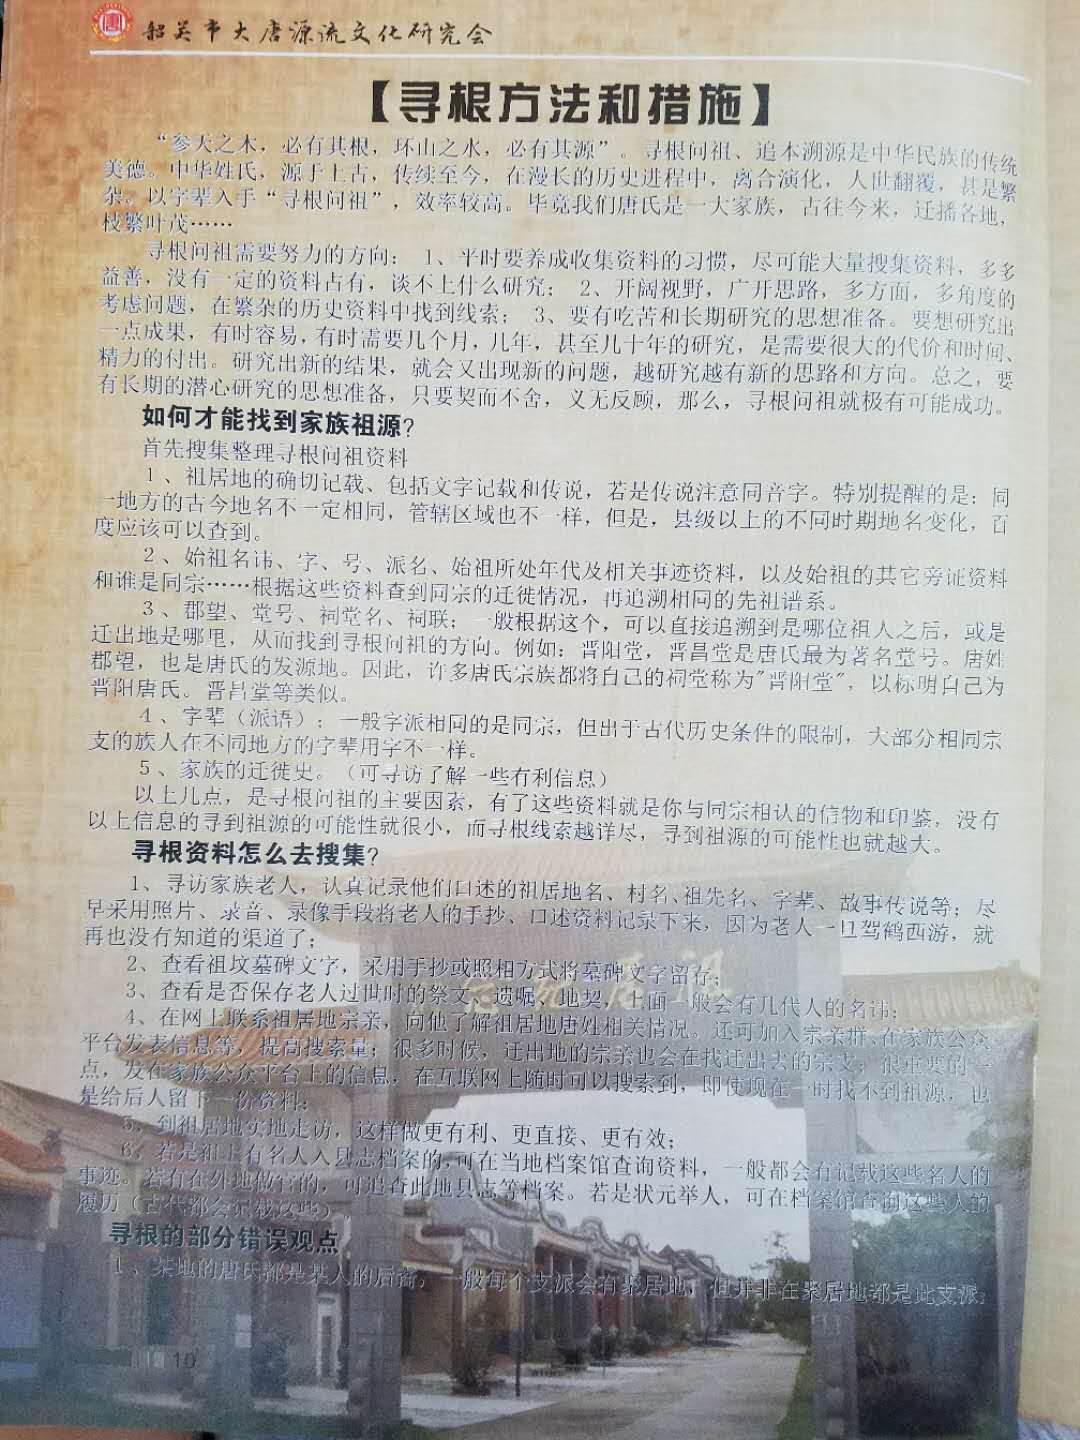 韶关市大唐源流文化研究会
【寻根方法和措施】
“参天之木，必有其根，环山之水，必有其源”。寻根问祖、追本溯源是中华民族的传统
美德。中华姓氏，源于上古，传续至今，在漫长的历史进程中，离合演化，人世翻覆，甚是繁
杂。以字辈入手“寻根问祖”，效率较高。毕竟我们唐氏是一大家族，古往今来，迁播各地，
枝繁叶茂……
寻根问祖需要努力的方向：1、平时要养成收集资料的习惯，尽可能大量搜集资料，多多
益善，没有一定的资料占有，谈不上什么研究；2、开阔视野，广开思路，多方面，多角度的
考虑问题，在繁杂的历史资料中找到线索；3、要有吃苦和长期研究的思想准备。要想研究出
一点成果，有时容易，有时需要几个月，几年，甚至几十年的研究，是需要很大的代价和时间、
精力的付出。研究出新的结果，就会又出现新的问题，越研究越有新的思路和方向。总之，要
有长期的潜心研究的思想准备，只要契而不舍，义无反顾，那么，寻根问祖就极有可能成功。
如何才能找到家族祖源？
首先搜集整理寻根问祖资料
1、祖居地的确切记载、包括文字记载和传说，若是传说注意同音字。特别提醒的是：同
一地方的古今地名不一定相同，管辖区域也不一样，但是，县级以上的不同时期地名变化，百
度应该可以查到。
2、始祖名讳、字、号、派名、始祖所处年代及相关事迹资料，以及始祖的其它旁证资料
和谁是同宗……根据这些资料查到同宗的迁徙情况，再追溯相同的先祖谱系。
3、郡望、堂号、祠堂名、祠联；一般根据这个，可以直接追溯到是哪位祖人之后，或是
迁出地是哪里，从而找到寻根问祖的方向。例如：晋阳堂，晋昌堂是唐氏最为著名堂号。唐姓
郡望，也是唐氏的发源地。因此，许多唐氏宗族都将自己的祠堂称为"晋阳堂"，以标明自己为
晋阳唐氏。晋昌堂等类似。
4、字辈（派语）；一般字派相同的是同宗，但出于古代历史条件的限制，大部分相同宗
支的族人在不同地方的字辈用字不一样。
5、家族的迁徙史。（可寻访了解一些有利信息）
以上几点，是寻根问祖的主要因素，有了这些资料就是你与同宗相认的信物和印鉴，没有
以上信息的寻到祖源的可能性就很小，而寻根线索越详尽，寻到祖源的可能性也就越大。
寻根资料怎么去搜集？
1、寻访家族老人，认真记录他们口述的祖居地名、村名、祖先名、字辈、故事传说等；尽
早采用照片、录音、录像手段将老人的手抄、口述资料记录下来，因为老人一旦驾鹤西游，就
再也没有知道的渠道了；
2、查看祖坟墓碑文字，采用手抄或照相方式将墓碑文字留存；
3、查看是否保存老人过世时的祭文、遗嘱、地契，上面一般会有几代人的名讳；
4、在网上联系祖居地宗亲，向他了解祖居地唐姓相关情况。还可加入宗亲群、在家族公众
平台发表信息等，提高搜索量；很多时候，迁出地的宗亲也会在找迁出去的宗支；很重要的一
点，发在家族公众平台上的信息，在互联网上随时可以搜索到，即使现在一时找不到祖源，也
是给后人留下一份资料；
5、到祖居地实地走访，这样做更有利、更直接、更有效；
6、若是祖上有名人入县志档案的，可在当地档案馆查询资料，一般都会有记载这些名人的
事迹。若有在外地做官的，可追查此地县志等档案。若是状元举人，可在档案馆查询这些人的
履历（古代都会记载这些）
寻根的部分错误观点
1、某地的唐氏都是某人的后裔，一般每个支派会有聚居地，但并非在聚居地都是此支派；
10